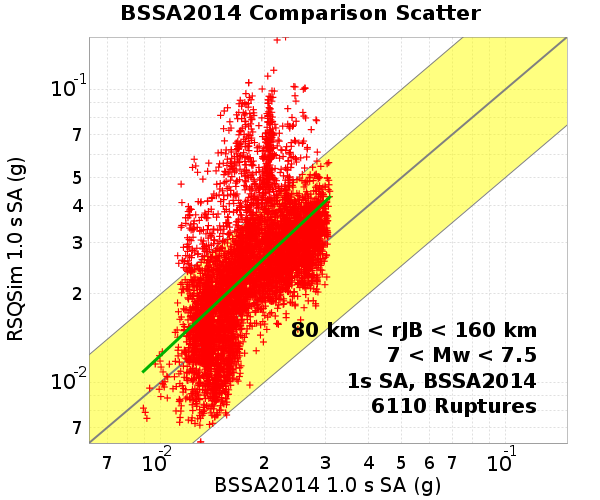 BSSA2014 Comparison Scatter
RSQSim 1.0 s SA (g)
10-1
7
5
4
3
2
10-2
7
80 km < rJB < 160 km
7 < Mw < 7.5
1s SA, BSSA2014
6110 Ruptures
7 10-2 2 3 4 5 6 7 10-1
BSSA2014 1.0 s SA (g)